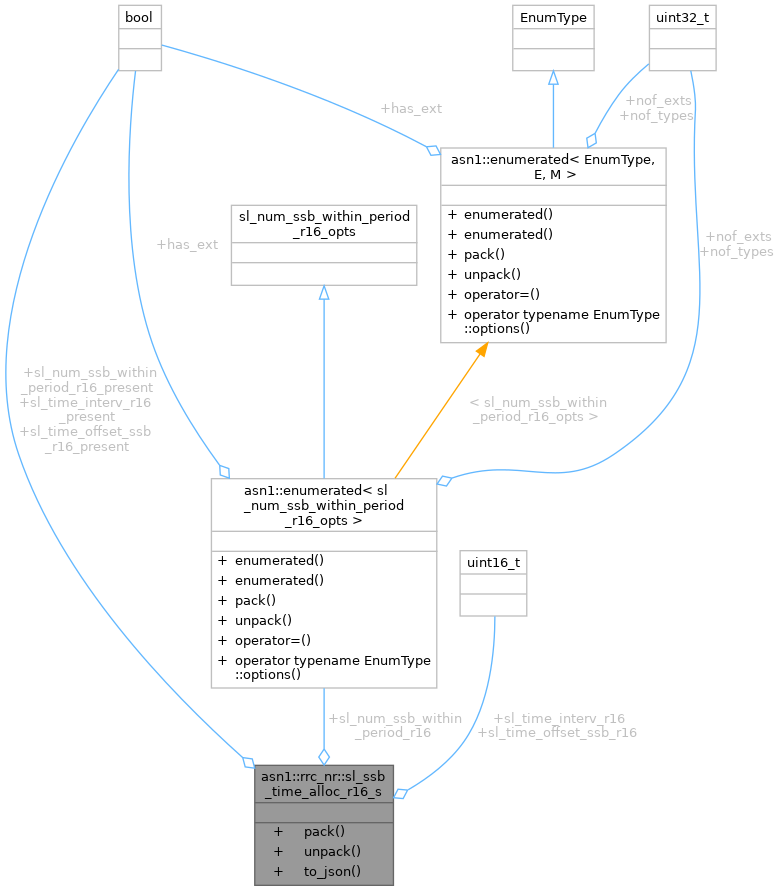 bool
EnumType
uint32_t
+has_ext
+nof_exts
+nof_types
asn1::enumerated< EnumType,
E, M >
+ enumerated()
+ enumerated()
+ pack()
+ unpack()
+ operator=()
+ operator typename EnumType
::options()
sl_num_ssb_within_period
_r16_opts
+has_ext
+nof_exts
+nof_types
+sl_num_ssb_within
_period_r16_present
+sl_time_interv_r16
_present
+sl_time_offset_ssb
_r16_present
< sl_num_ssb_within
_period_r16_opts >
asn1::enumerated< sl
_num_ssb_within_period
_r16_opts >
+ enumerated()
+ enumerated()
+ pack()
+ unpack()
+ operator=()
+ operator typename EnumType
::options()
uint16_t
+sl_num_ssb_within
_period_r16
+sl_time_interv_r16
+sl_time_offset_ssb_r16
asn1::rrc_nr::sl_ssb
_time_alloc_r16_s
+ pack()
+ unpack()
+ to_json()